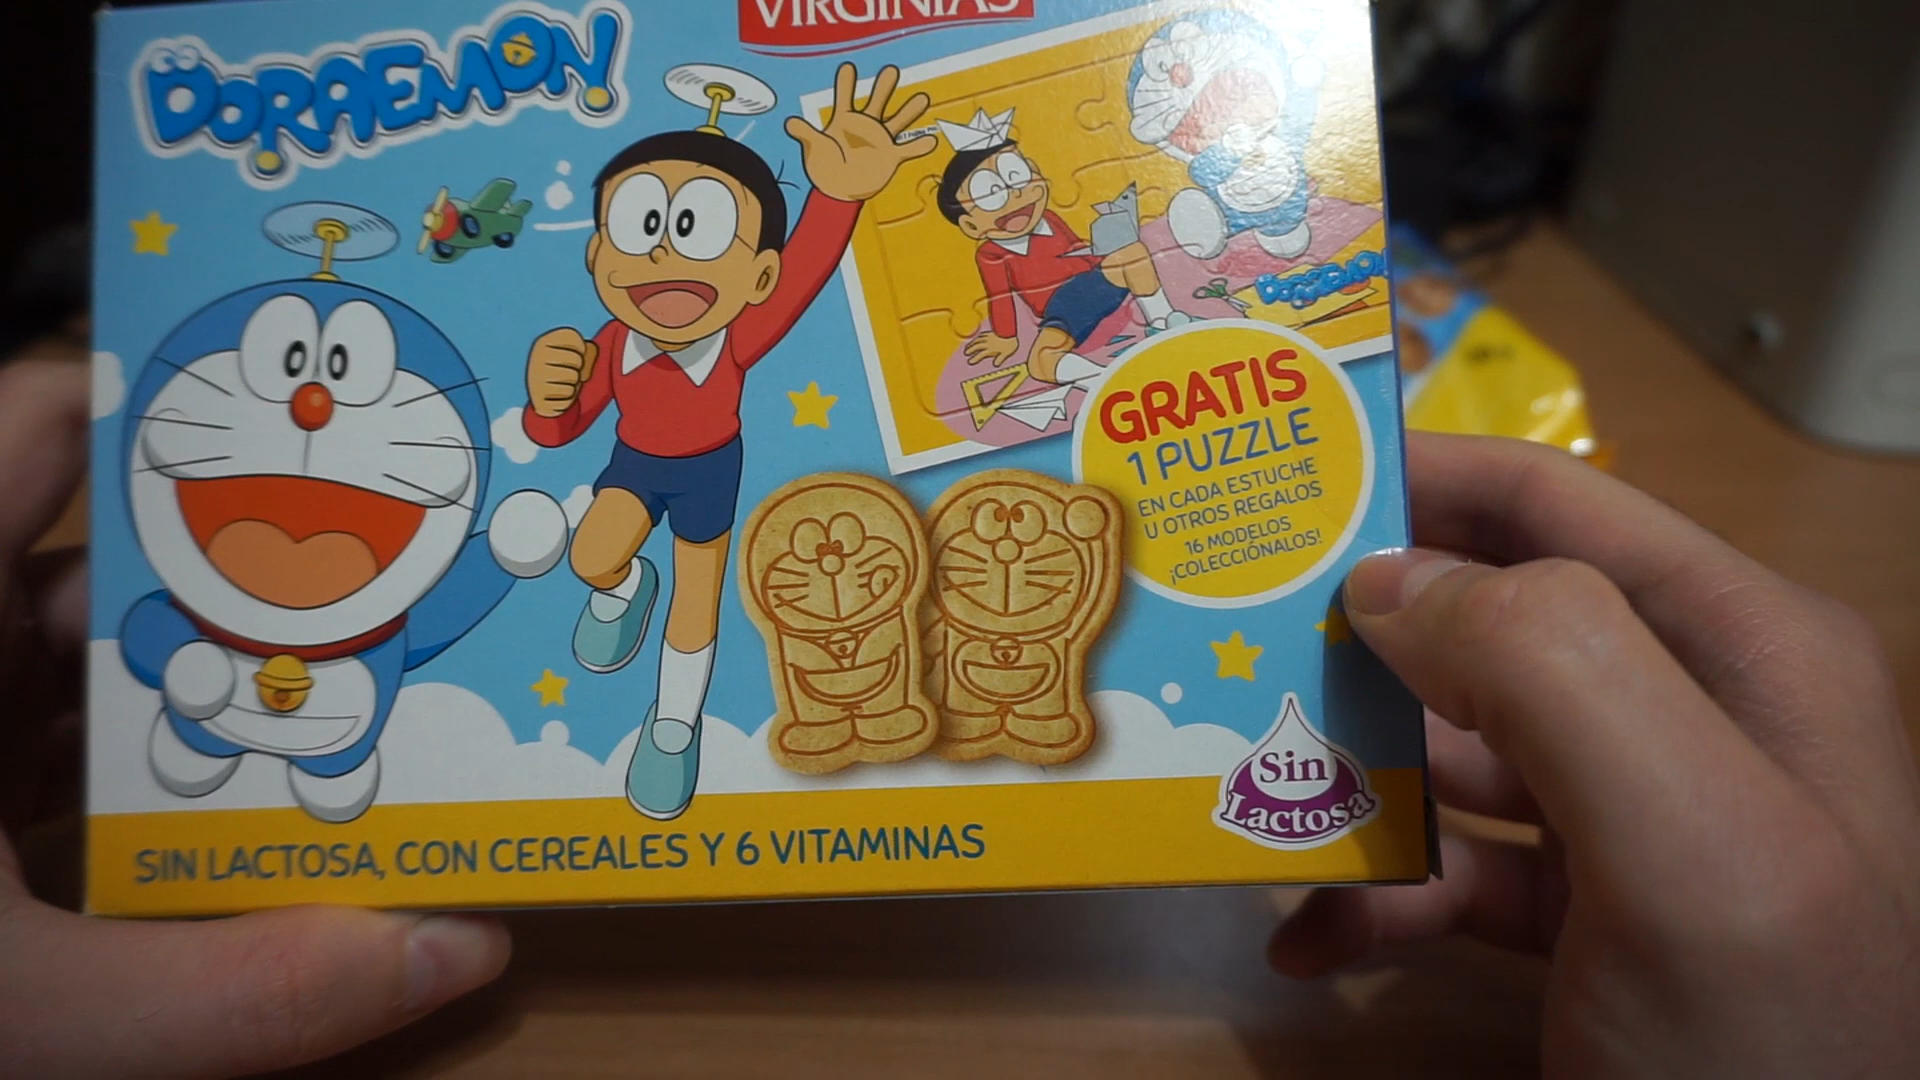 VIRGINIAS
DORAEMON
DORAEMON
GRATIS
1 PUZZLE
EN CADA ESTUCHE
U OTROS REGALOS
16 MODELOS
¡COLECCIÓNALOS!
Sin
Lactosa
SIN LACTOSA, CON CEREALES Y 6 VITAMINAS